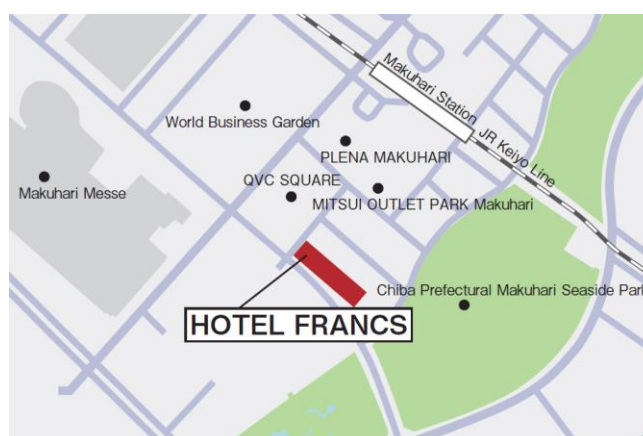 Makuhari Station
JR Keiyo Line
World Business Garden
PLENA MAKUHARI
Makuhari Messe
QVC SQUARE
MITSUI OUTLET PARK Makuhari
Chiba Prefectural Makuhari Seaside Park
HOTEL FRANCS